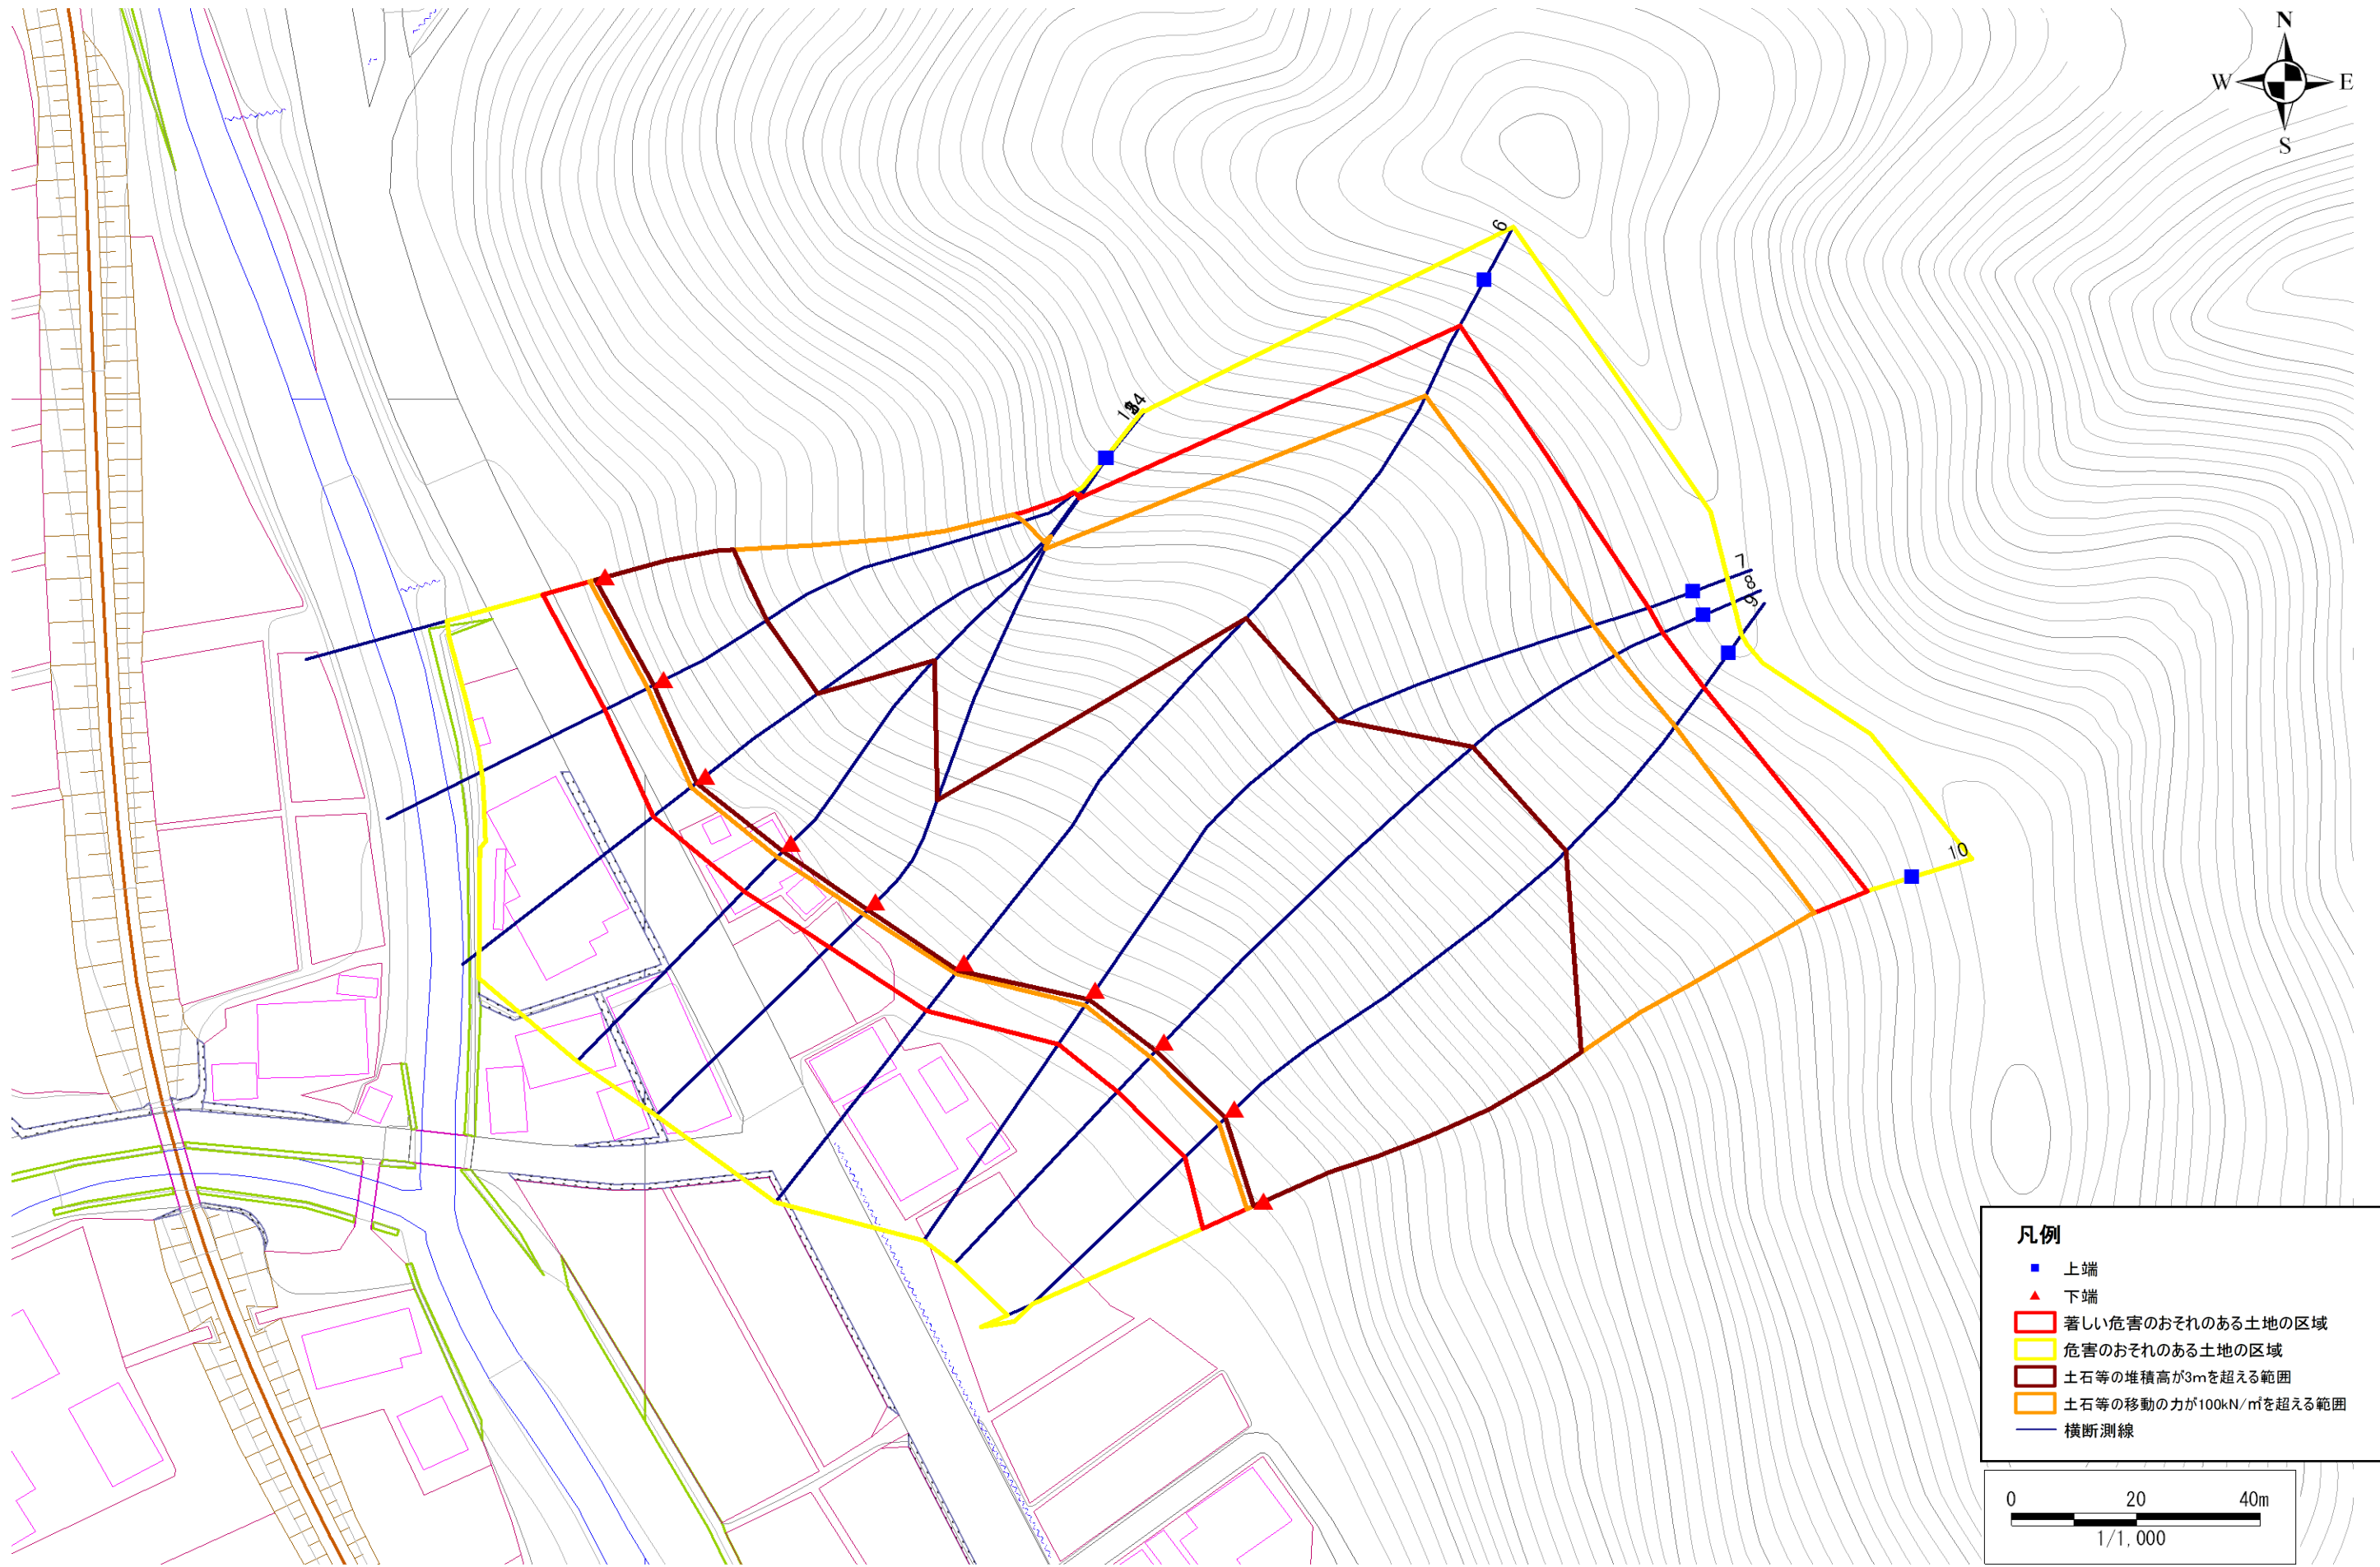 N
W E
S
6
7
8
9
10
凡例
上端
下端
著しい危害のおそれのある土地の区域
危害のおそれのある土地の区域
土石等の堆積高が3mを超える範囲
土石等の移動の力が100kN/㎡を超える範囲
横断測線
0 20 40m
1/1,000